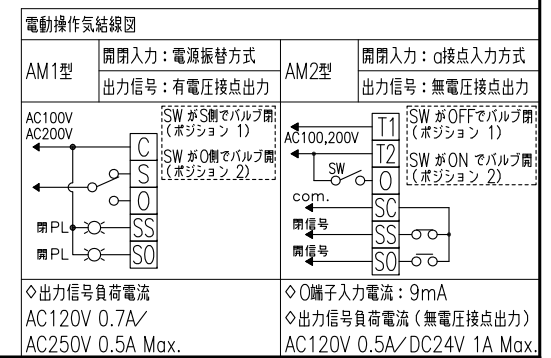 電動操作気結線図
AM1型
開閉入力：電源振替方式
出力信号：有電圧接点出力
AM2型
開閉入力：a接点入力方式
出力信号：無電圧接点出力
AC100V
AC200V
SW がS側でバルブ閉
(ポジション 1)
SW がO側でバルブ開
(ポジション 2)
C
S
O
SS
SO
閉PL
開PL
AC100,200V
SW
com.
閉信号
開信号
T1
T2
O
SC
SS
SO
SW がOFFでバルブ閉
(ポジション 1)
SW がON でバルブ開
(ポジション 2)
◇出力信号負荷電流
AC120V 0.7A/
AC250V 0.5A Max.
◇O端子入力電流：9mA
◇出力信号負荷電流（無電圧接点出力）
AC120V 0.5A/DC24V 1A Max.